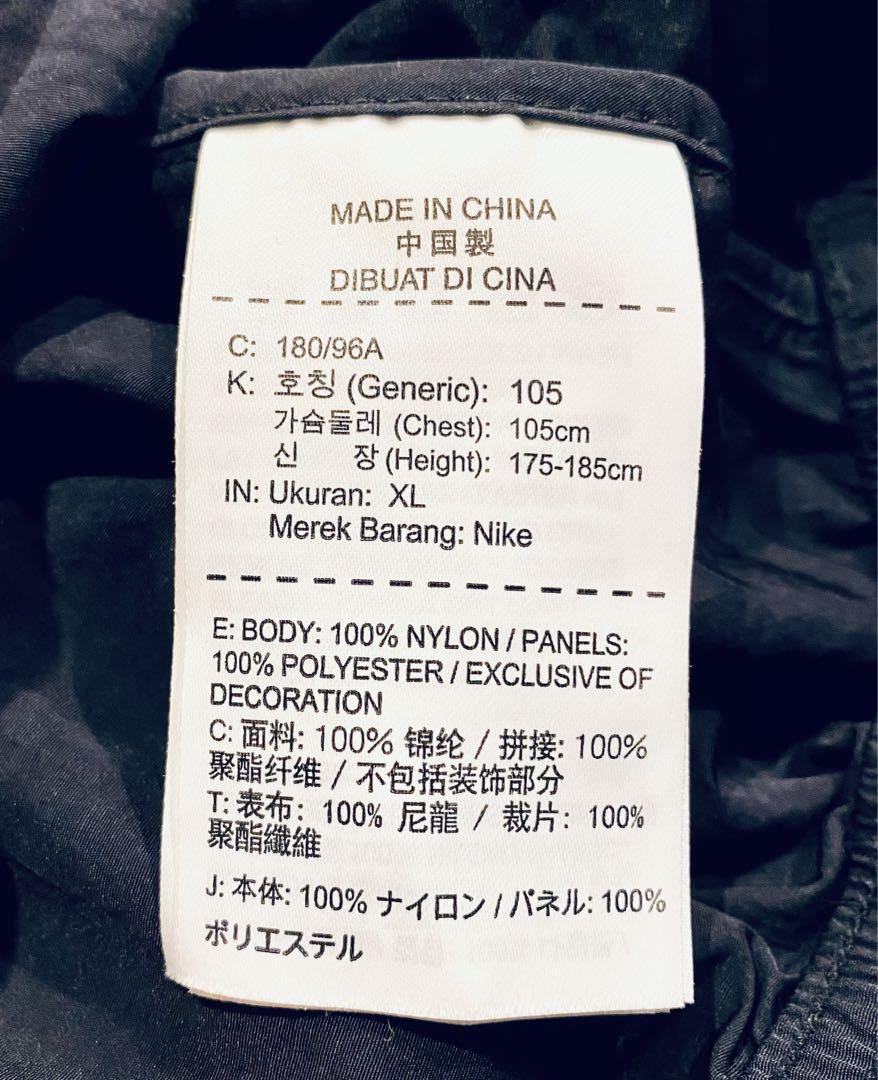 MADE IN CHINA
中国製
DIBUAT DI CINA
C: 180/96A
K: 호칭 (Generic): 105
가슴둘레 (Chest): 105cm
신 장 (Height): 175-185cm
IN: Ukuran: XL
Merek Barang: Nike
E: BODY: 100% NYLON / PANELS:
100% POLYESTER / EXCLUSIVE OF
DECORATION
C: 面料: 100% 锦纶 / 拼接: 100%
聚酯纤维 / 不包括装饰部分
T: 表布: 100% 尼龍 / 裁片: 100%
聚酯纖維
J: 本体: 100% ナイロン / パネル: 100%
ポリエステル